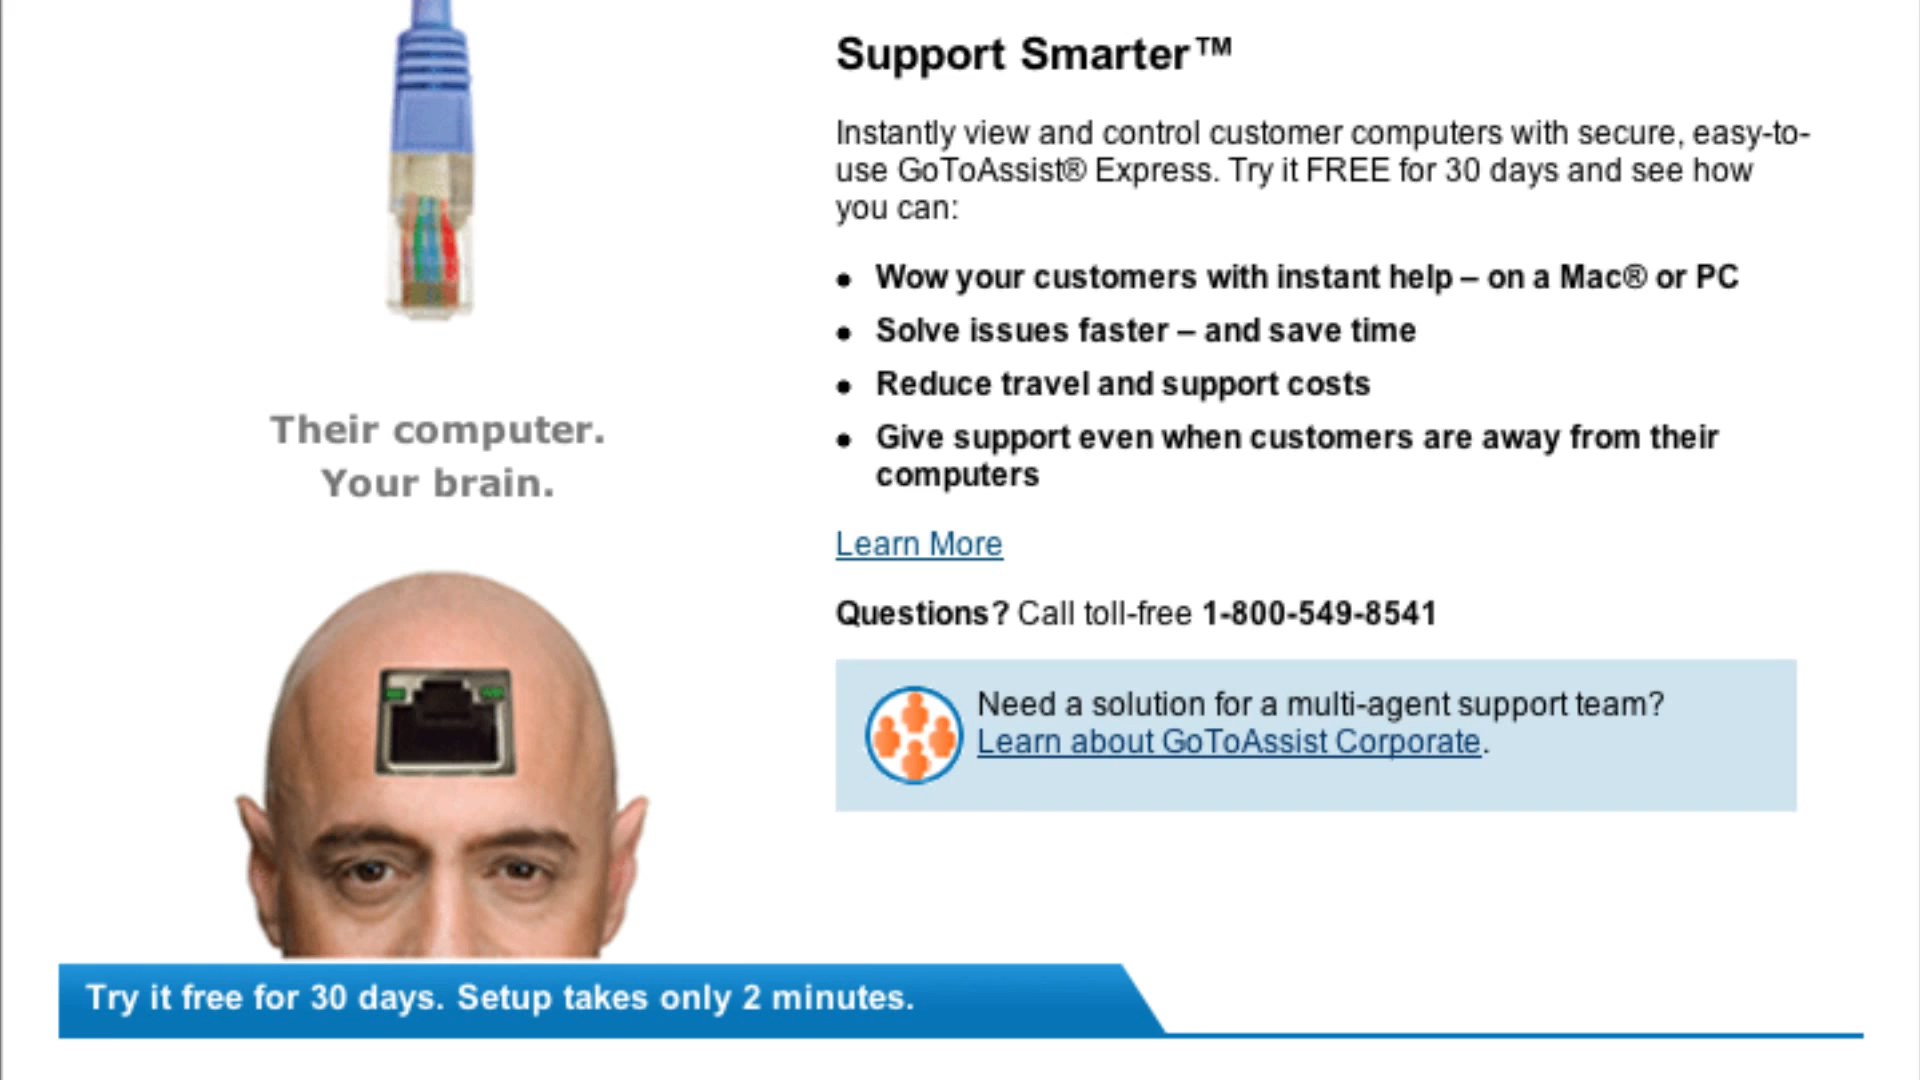 Support Smarter™
Instantly view and control customer computers with secure, easy-to-
use GoToAssist® Express. Try it FREE for 30 days and see how
you can:
• Wow your customers with instant help – on a Mac® or PC
• Solve issues faster – and save time
• Reduce travel and support costs
• Give support even when customers are away from their
computers
Learn More
Questions? Call toll-free 1-800-549-8541
Need a solution for a multi-agent support team?
Learn about GoToAssist Corporate.
Their computer.
Your brain.
Try it free for 30 days. Setup takes only 2 minutes.